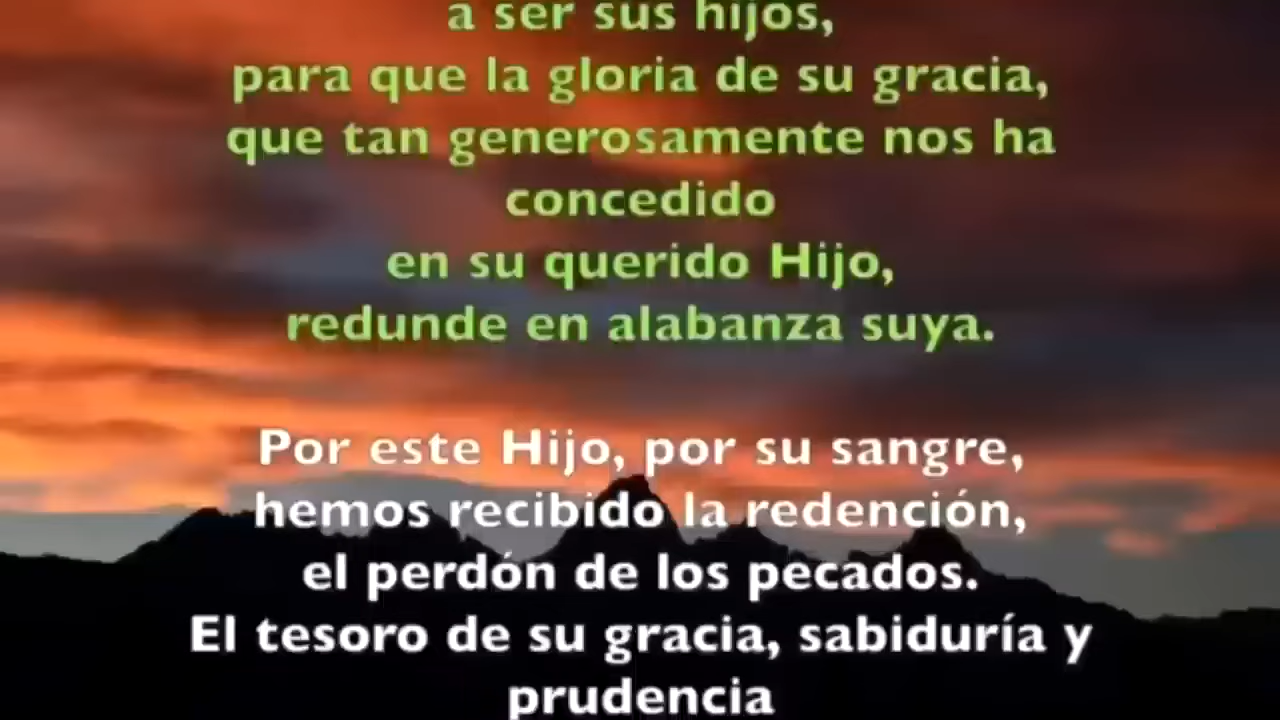 a ser sus hijos,
para que la gloria de su gracia,
que tan generosamente nos ha
concedido
en su querido Hijo,
redunde en alabanza suya.
Por este Hijo, por su sangre,
hemos recibido la redención,
el perdón de los pecados.
El tesoro de su gracia, sabiduría y
prudencia